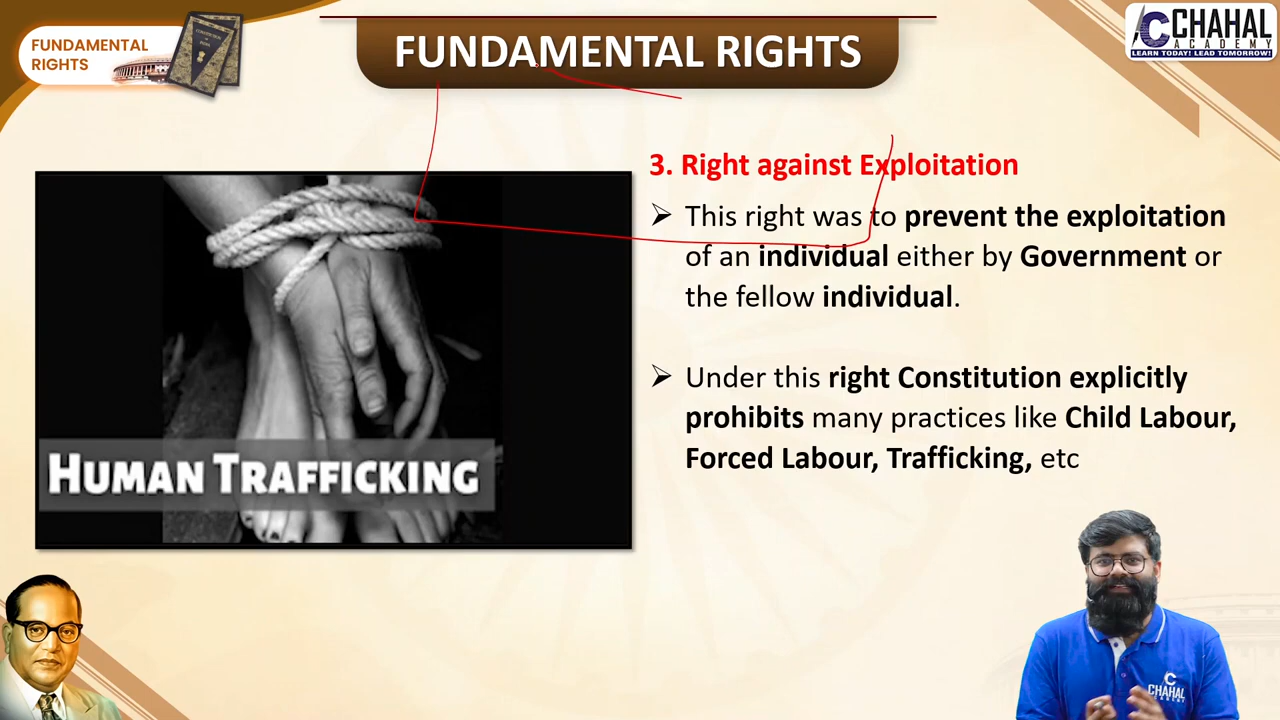 FUNDAMENTAL
RIGHTS
FUNDAMENTAL RIGHTS
CHAHAL
ACADEMY
LEARN TODAY! LEAD TOMORROW!
3. Right against Exploitation
➢ This right was to prevent the exploitation
of an individual either by Government or
the fellow individual.
➢ Under this right Constitution explicitly
prohibits many practices like Child Labour,
Forced Labour, Trafficking, etc
HUMAN TRAFFICKING
CHAHAL
ACADEMY